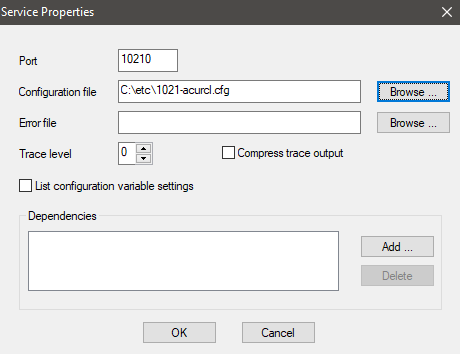 Service Properties
Port 10210
Configuration file C:\etc\1021-acurcl.cfg Browse ...
Error file Browse ...
Trace level 0 Compress trace output
List configuration variable settings
Dependencies
Add ...
Delete
OK Cancel